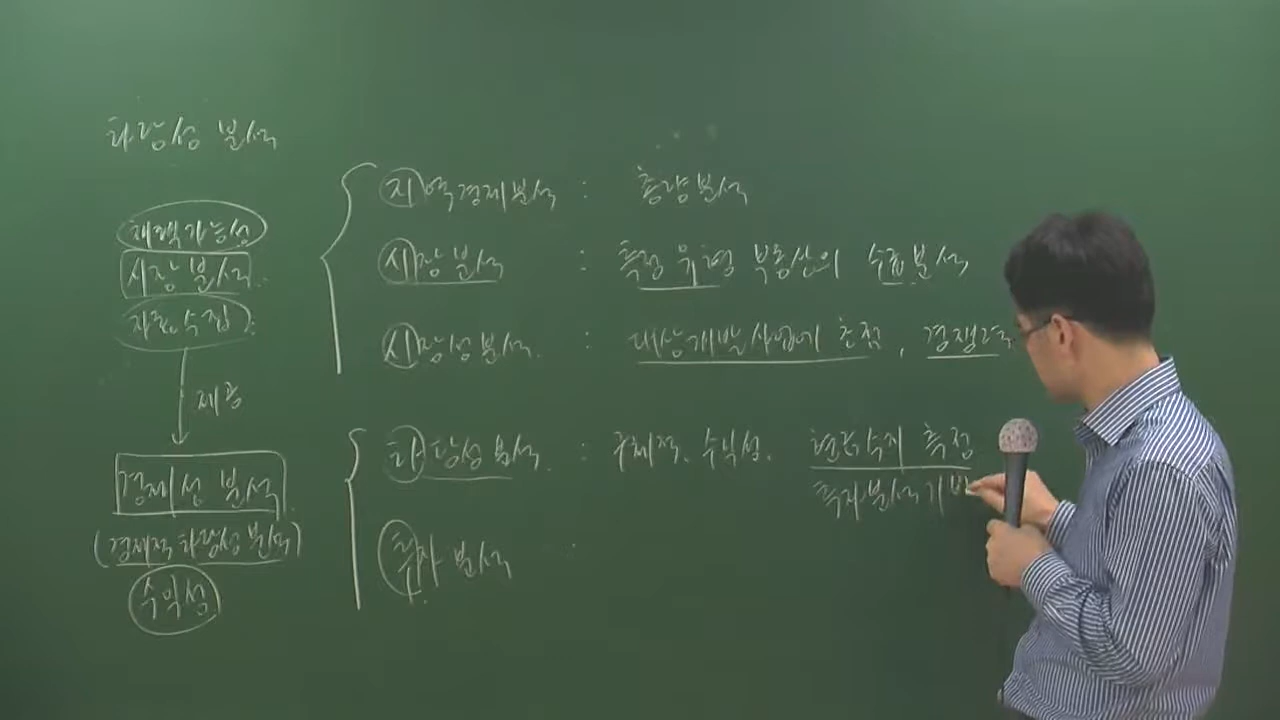 타당성 분석
채택가능성
시장 분석
자료수집
제공
경제성 분석
(경제적 타당성 분석)
수익성
지역경제분석 : 총량분석
시장 분석 : 특정 유형 부동산의 수급분석
시장성분석 : 대상개발사업에 초점, 경쟁력
타당성분석 : 구체적 수익성. 현금수지 측정
투자분석기법
투자 분석